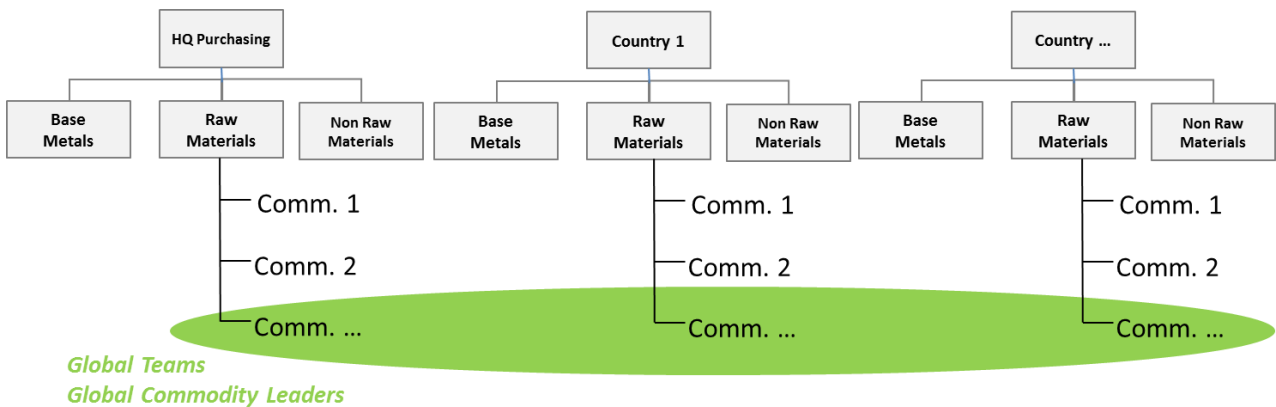 HQ Purchasing
Country 1
Country ...
Base
Metals
Raw
Materials
Non Raw
Materials
Base
Metals
Raw
Materials
Non Raw
Materials
Base
Metals
Raw
Materials
Non Raw
Materials
Comm. 1
Comm. 1
Comm. 1
Comm. 2
Comm. 2
Comm. 2
Comm. ...
Comm. ...
Comm. ...
Global Teams
Global Commodity Leaders